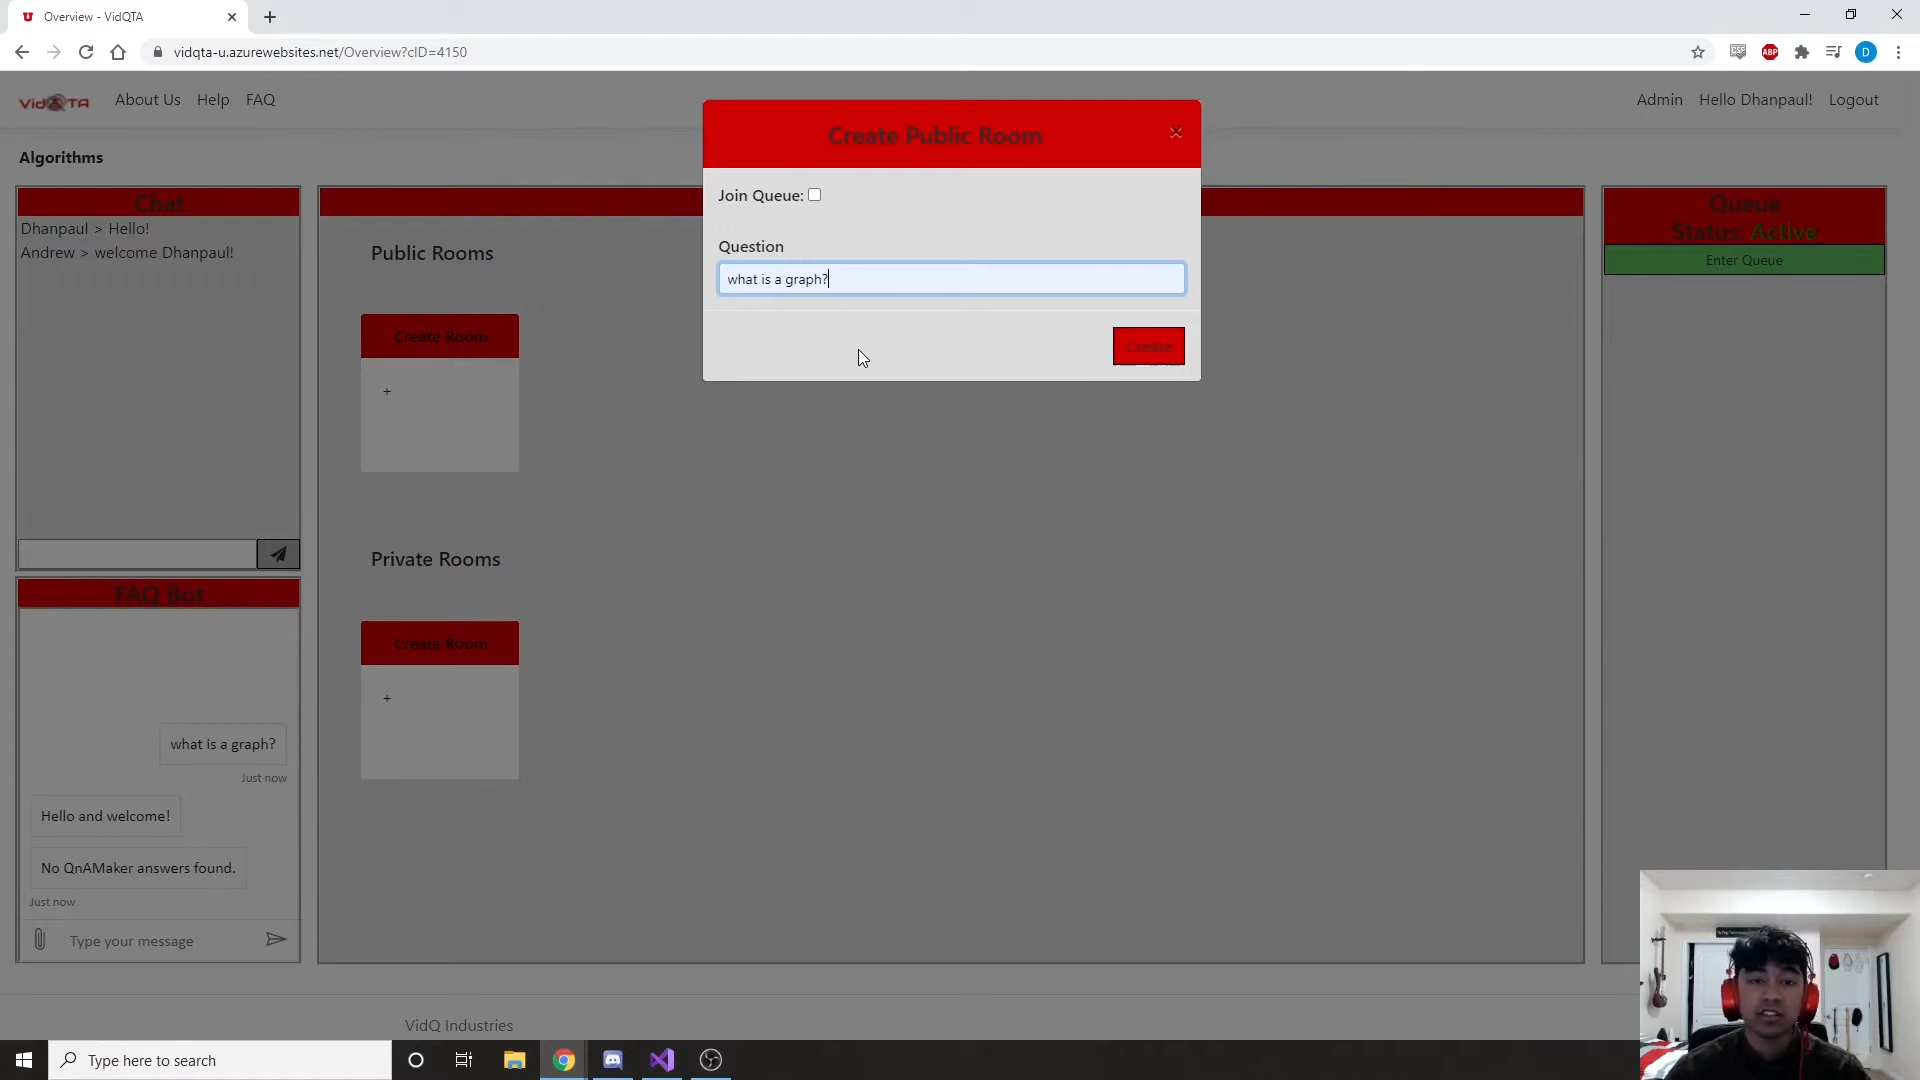 Overview - VidQTA
vidqta-u.azurewebsites.net/Overview?cID=4150
CSS
ABP
D
VidQTA
About Us
Help
FAQ
Admin
Hello Dhanpaul!
Logout
Algorithms
Chat
Dhanpaul > Hello!
Andrew > welcome Dhanpaul!
Public Rooms
Create Room
+
Private Rooms
Create Room
+
Create Public Room
×
Join Queue:
Question
what is a graph?
Create
Queue
Status: Active
Enter Queue
FAQ Bot
what is a graph?
Just now
Hello and welcome!
No QnAMaker answers found.
Just now
Type your message
VidQ Industries
Type here to search